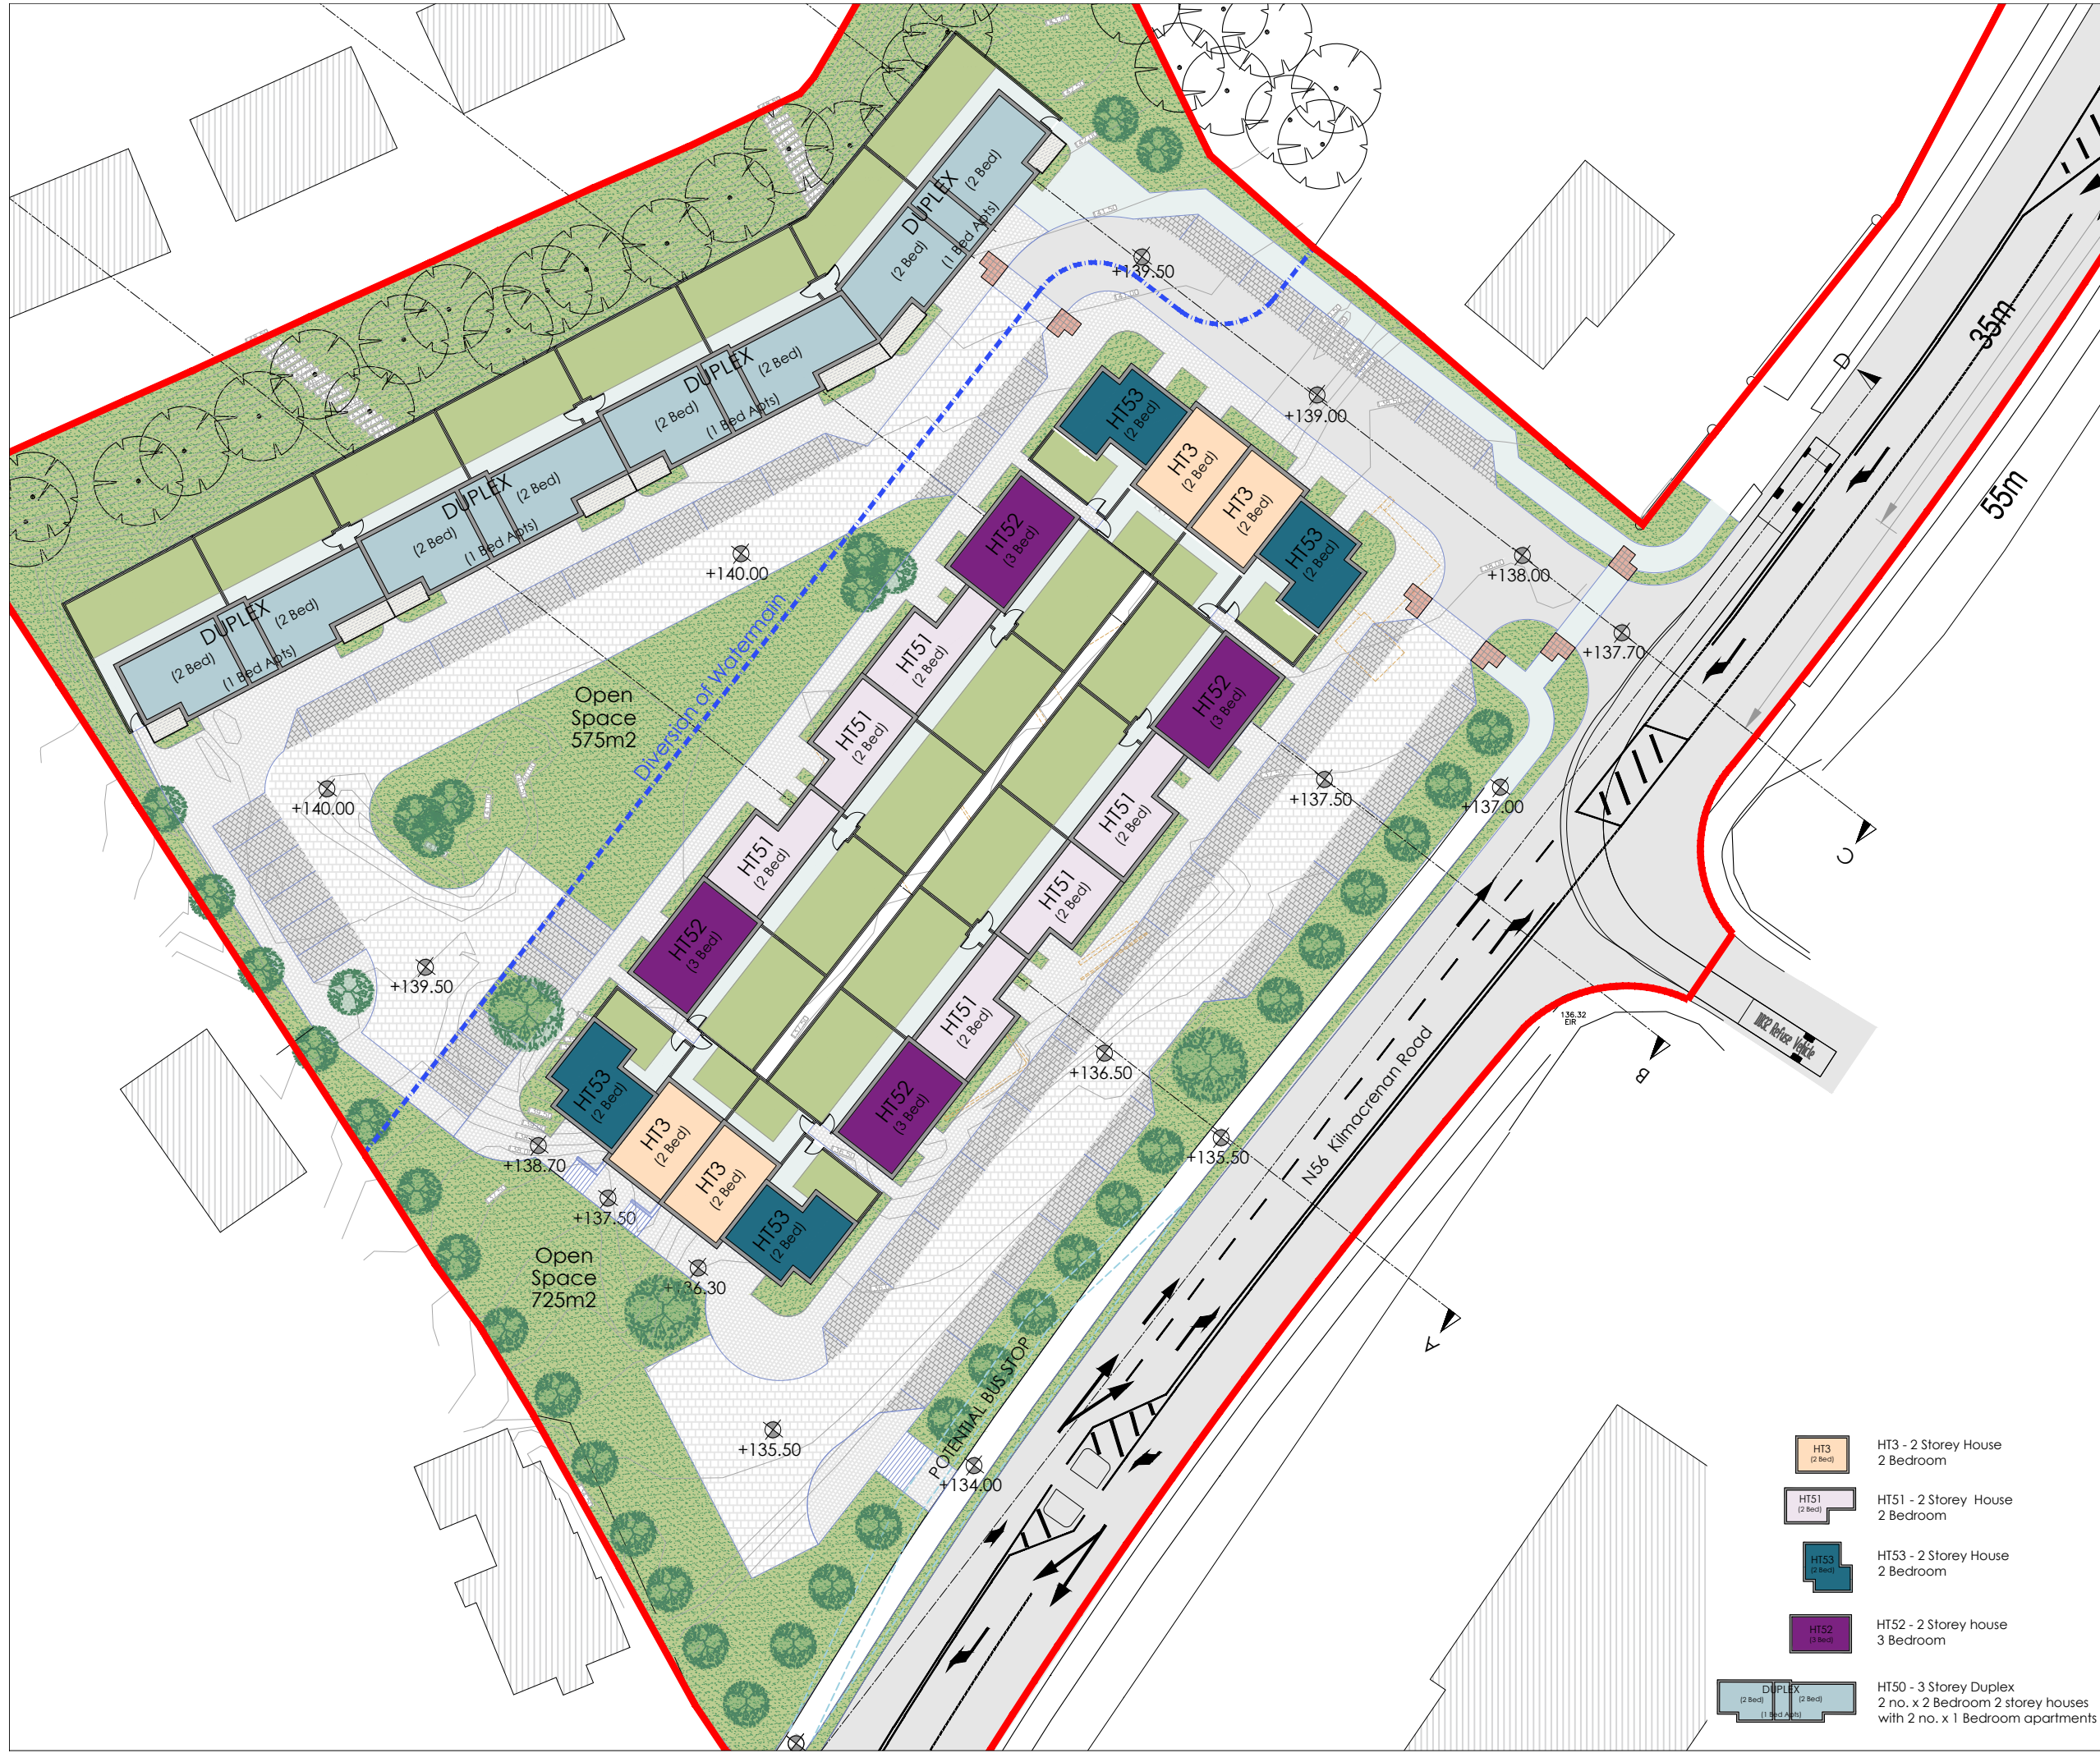 DUPLEX
(2 Bed)
(2 Bed)
(1 Bed Apts)
DUPLEX
(2 Bed)
(2 Bed)
(1 Bed Apts)
DUPLEX
(2 Bed)
(2 Bed)
(1 Bed Apts)
DUPLEX
(2 Bed)
(2 Bed)
(1 Bed Apts)
+139.50
+139.00
+138.00
+137.70
+140.00
+140.00
+139.50
+138.70
+137.50
+136.30
+135.50
+137.50
+137.00
+136.50
+135.50
+134.00
HT53
(2 Bed)
HT3
(2 Bed)
HT3
(2 Bed)
HT53
(2 Bed)
HT52
(3 Bed)
HT51
(2 Bed)
HT51
(2 Bed)
HT51
(2 Bed)
HT52
(3 Bed)
HT52
(3 Bed)
HT51
(2 Bed)
HT51
(2 Bed)
HT51
(2 Bed)
HT52
(3 Bed)
HT53
(2 Bed)
HT3
(2 Bed)
HT3
(2 Bed)
HT53
(2 Bed)
Diversion of Watermain
Open
Space
575m2
Open
Space
725m2
35m
55m
D
C
B
A
136.32
EIR
N56 Kilmacrenan Road
POTENTIAL BUS STOP
HT3
(2 Bed)
HT3 - 2 Storey House
2 Bedroom
HT51
(2 Bed)
HT51 - 2 Storey House
2 Bedroom
HT53
(2 Bed)
HT53 - 2 Storey House
2 Bedroom
HT52
(3 Bed)
HT52 - 2 Storey house
3 Bedroom
DUPLEX
(2 Bed)
(2 Bed)
(1 Bed Apts)
HT50 - 3 Storey Duplex
2 no. x 2 Bedroom 2 storey houses
with 2 no. x 1 Bedroom apartments
Refuse Vehicle